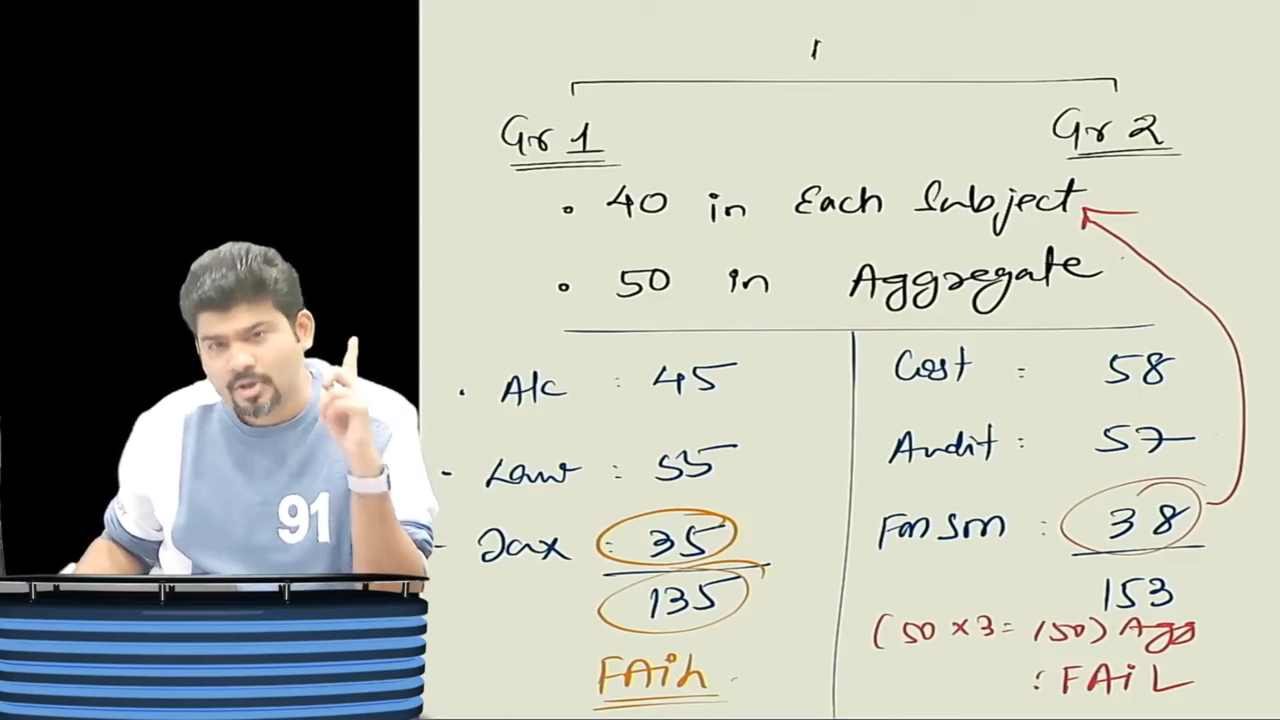 Gr 1
Gr 2
• 40 in Each Subject
• 50 in Aggregate
• A/c : 45
- Law : 55
- Tax : 35
135
FAIL
Cost : 58
Audit : 57
FM SM : 38
153
(50 x 3 = 150) Agg
: FAIL
91